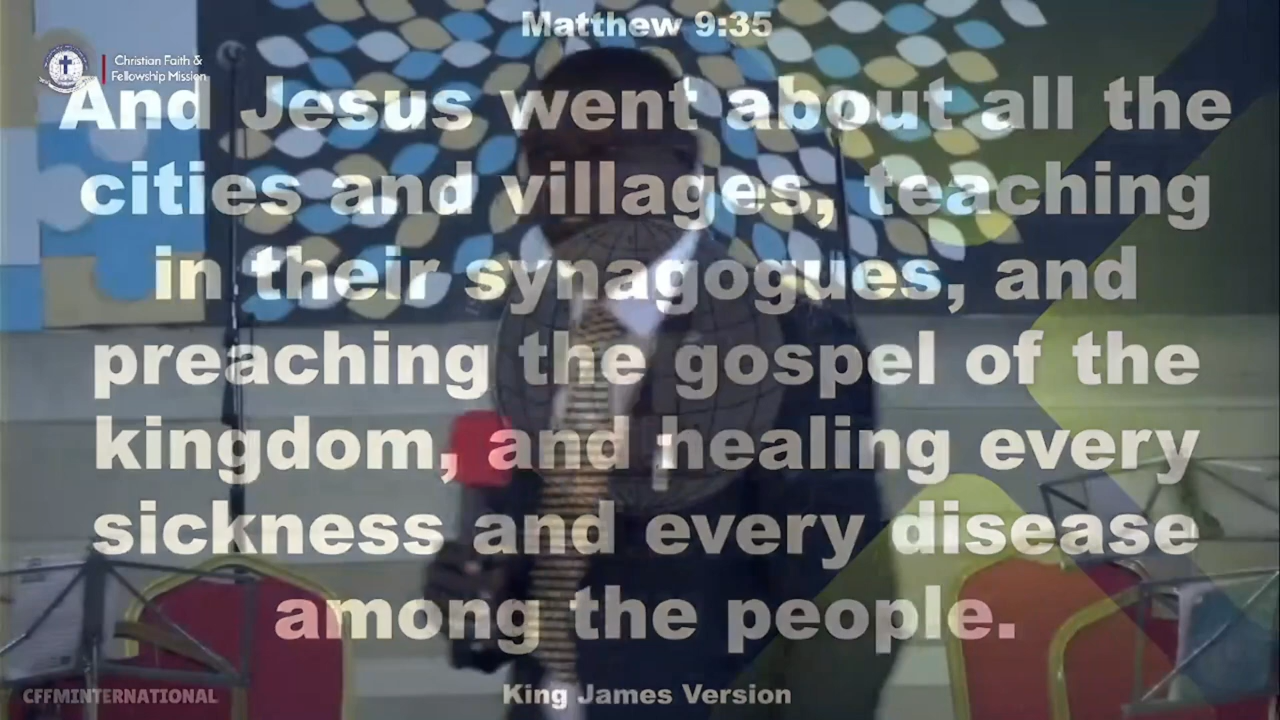 Matthew 9:35
Christian Faith &
Fellowship Mission
And Jesus went about all the
cities and villages, teaching
in their synagogues, and
preaching the gospel of the
kingdom, and healing every
sickness and every disease
among the people.
CFFMINTERNATIONAL
King James Version